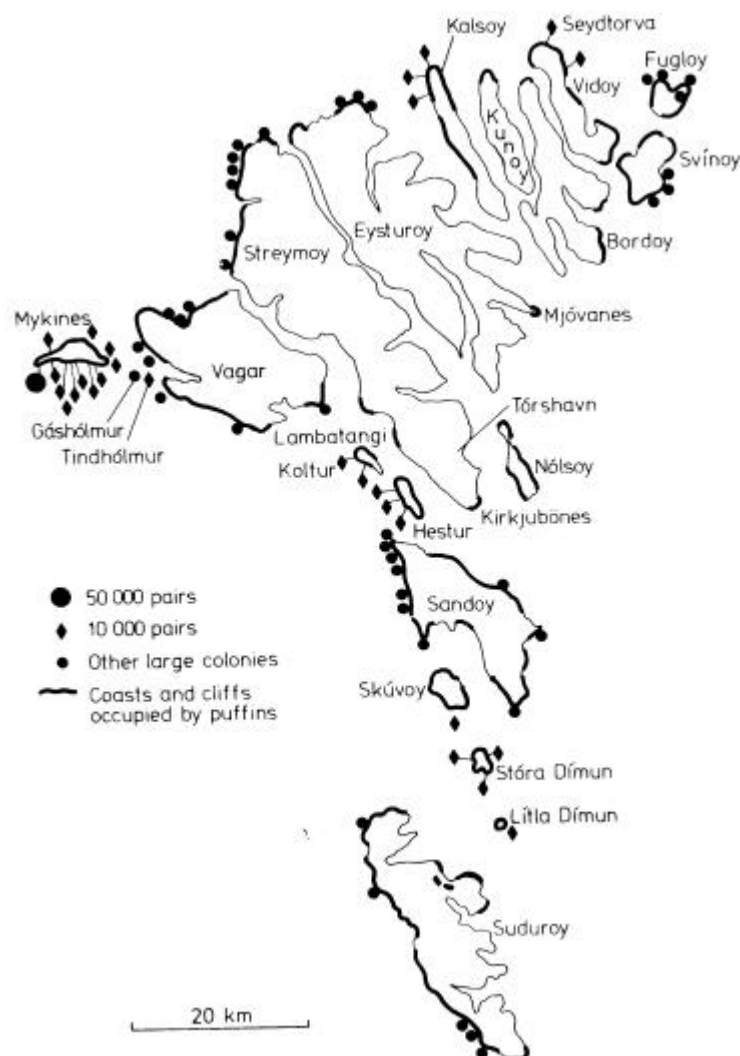 Seydtorva
Kalsoy
Fugloy
Vidoy
Kunoy
Svínoy
Eysturoy
Bordoy
Streymoy
Mykines
Mjóvanes
Vagar
Tórshavn
Gáshólmur
Lambatangi
Tindhólmur
Koltur
Nólsoy
Kirkjubönes
Hestur
50 000 pairs
Sandoy
10 000 pairs
Other large colonies
Skúvoy
Coasts and cliffs
occupied by puffins
Stóra Dímun
Lítla Dímun
Suduroy
20 km